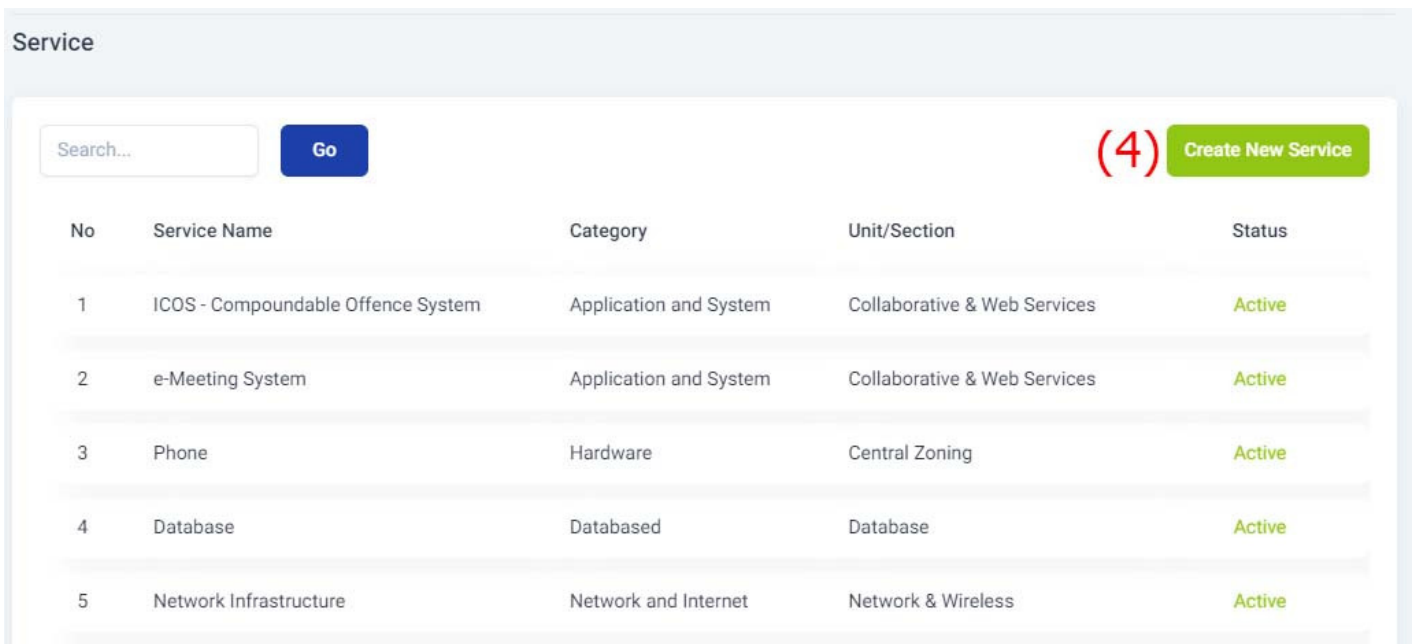 Service
Search... Go (4) Create New Service
No Service Name Category Unit/Section Status
1 ICOS - Compoundable Offence System Application and System Collaborative & Web Services Active
2 e-Meeting System Application and System Collaborative & Web Services Active
3 Phone Hardware Central Zoning Active
4 Database Databased Database Active
5 Network Infrastructure Network and Internet Network & Wireless Active